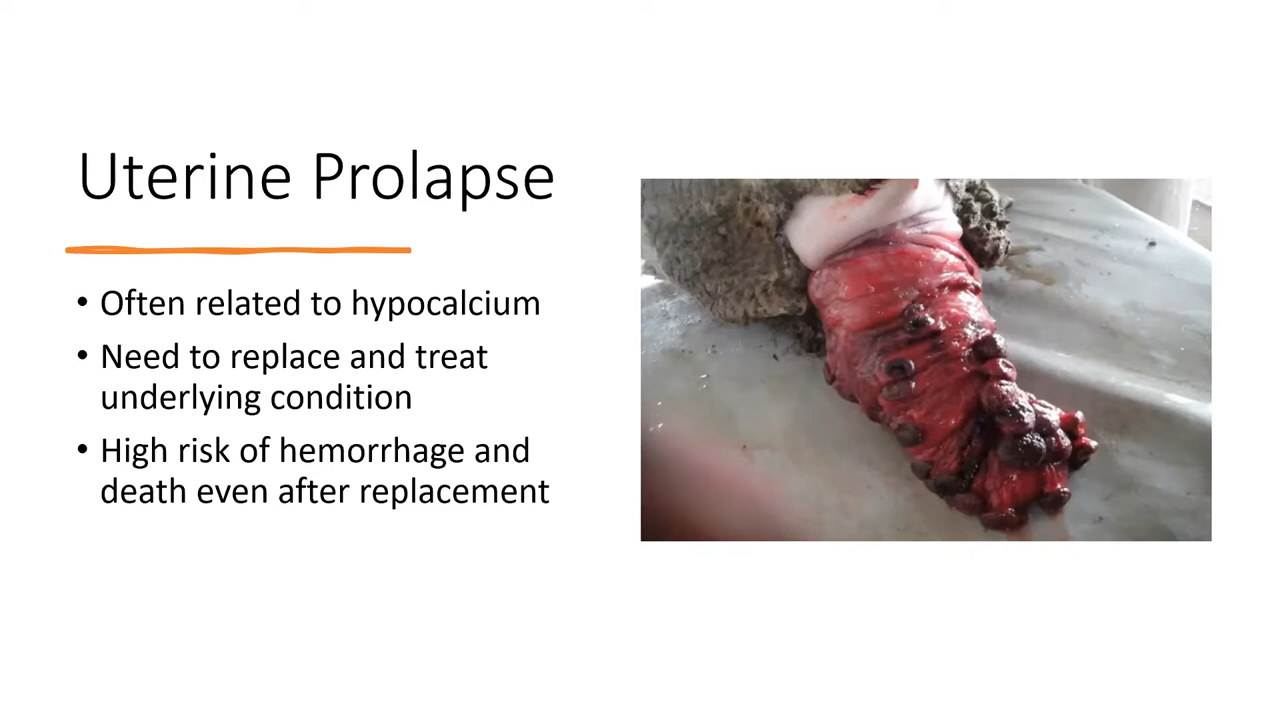 Uterine Prolapse
• Often related to hypocalcium
• Need to replace and treat
underlying condition
• High risk of hemorrhage and
death even after replacement